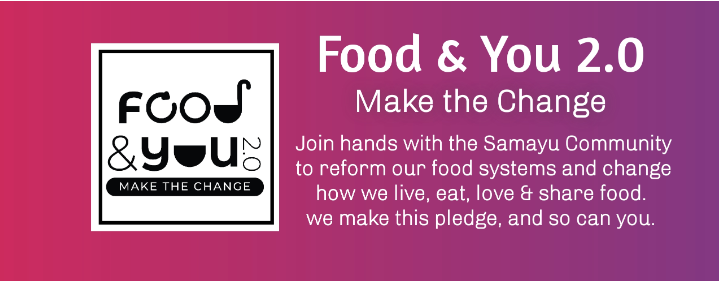 FOOD
&you 2.0
MAKE THE CHANGE
Food & You 2.0
Make the Change
Join hands with the Samayu Community
to reform our food systems and change
how we live, eat, love & share food.
we make this pledge, and so can you.